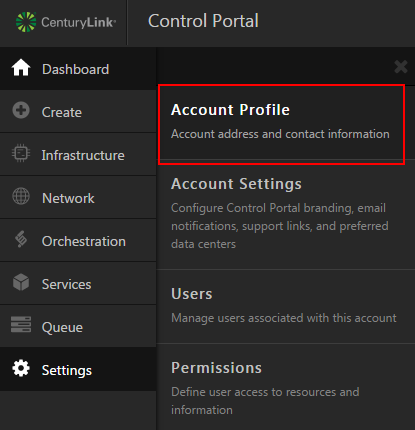 CenturyLink™
Control Portal
Dashboard
Create
Infrastructure
Network
Orchestration
Services
Queue
Settings
Account Profile
Account address and contact information
Account Settings
Configure Control Portal branding, email
notifications, support links, and preferred
data centers
Users
Manage users associated with this account
Permissions
Define user access to resources and
information